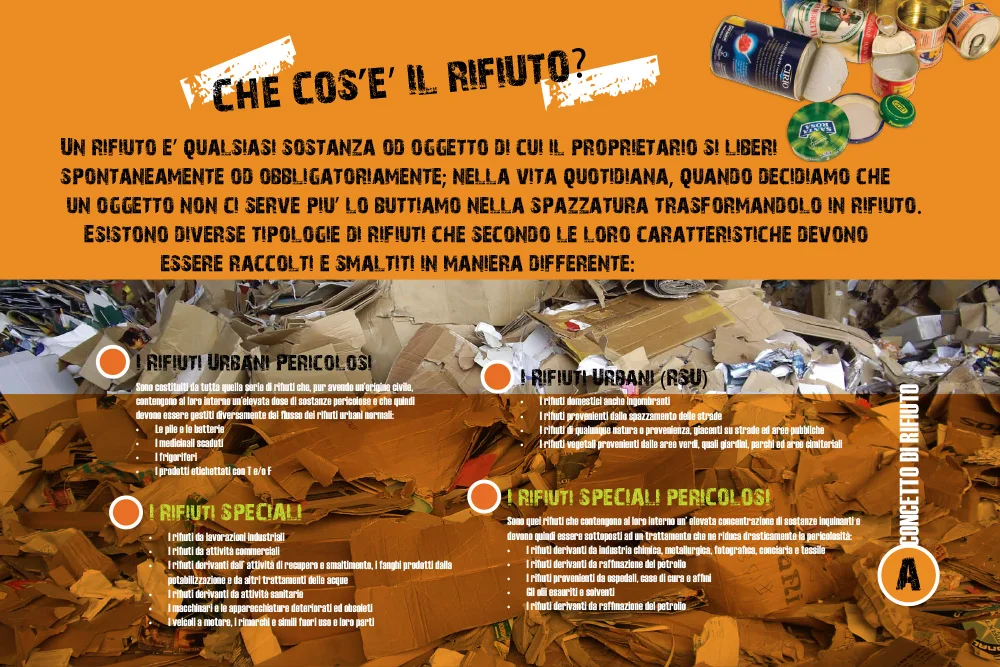 CHE COS'E' IL RIFIUTO?
UN RIFIUTO E' QUALSIASI SOSTANZA OD OGGETTO DI CUI IL PROPRIETARIO SI LIBERI
SPONTANEAMENTE OD OBBLIGATORIAMENTE; NELLA VITA QUOTIDIANA, QUANDO DECIDIAMO CHE
UN OGGETTO NON CI SERVE PIU' LO BUTTIAMO NELLA SPAZZATURA TRASFORMANDOLO IN RIFIUTO.
ESISTONO DIVERSE TIPOLOGIE DI RIFIUTI CHE SECONDO LE LORO CARATTERISTICHE DEVONO
ESSERE RACCOLTI E SMALTITI IN MANIERA DIFFERENTE:
CIRIO
SANTA
ROSA
I RIFIUTI URBANI PERICOLOSI
Sono costituiti da tutta quella serie di rifiuti che, pur avendo un'origine civile,
contengono al loro interno un'elevata dose di sostanze pericolose e che quindi
devono essere gestiti diversamente dal flusso dei rifiuti urbani normali:
• Le pile e le batterie
• I medicinali scaduti
• I frigoriferi
• I prodotti etichettati con T e/o F
I RIFIUTI URBANI (RSU)
• I rifiuti domestici anche ingombranti
• I rifiuti provenienti dallo spazzamento delle strade
• I rifiuti di qualunque natura o provenienza, giacenti su strade ed aree pubbliche
• I rifiuti vegetali provenienti dalle aree verdi, quali giardini, parchi ed aree cimiteriali
I RIFIUTI SPECIALI
• I rifiuti da lavorazioni industriali
• I rifiuti da attività commerciali
• I rifiuti derivanti dall' attività di recupero e smaltimento, i fanghi prodotti dalla
potabilizzazione e da altri trattamenti delle acque
• I rifiuti derivanti da attività sanitarie
• I macchinari e le apparecchiature deteriorati ed obsoleti
• I veicoli a motore, i rimorchi e simili fuori uso e loro parti
I RIFIUTI SPECIALI PERICOLOSI
Sono quei rifiuti che contengono al loro interno un' elevata concentrazione di sostanze inquinanti e
devono quindi essere sottoposti ad un trattamento che ne riduca drasticamente la pericolosità:
• I rifiuti derivanti da industria chimica, metallurgica, fotografica, conciaria e tessile
• I rifiuti derivanti da raffinazione del petrolio
• I rifiuti provenienti da ospedali, case di cura e affini
• Gli olii esauriti e solventi
• I rifiuti derivanti da raffinazione del petrolio
CONCETTO DI RIFIUTO
A